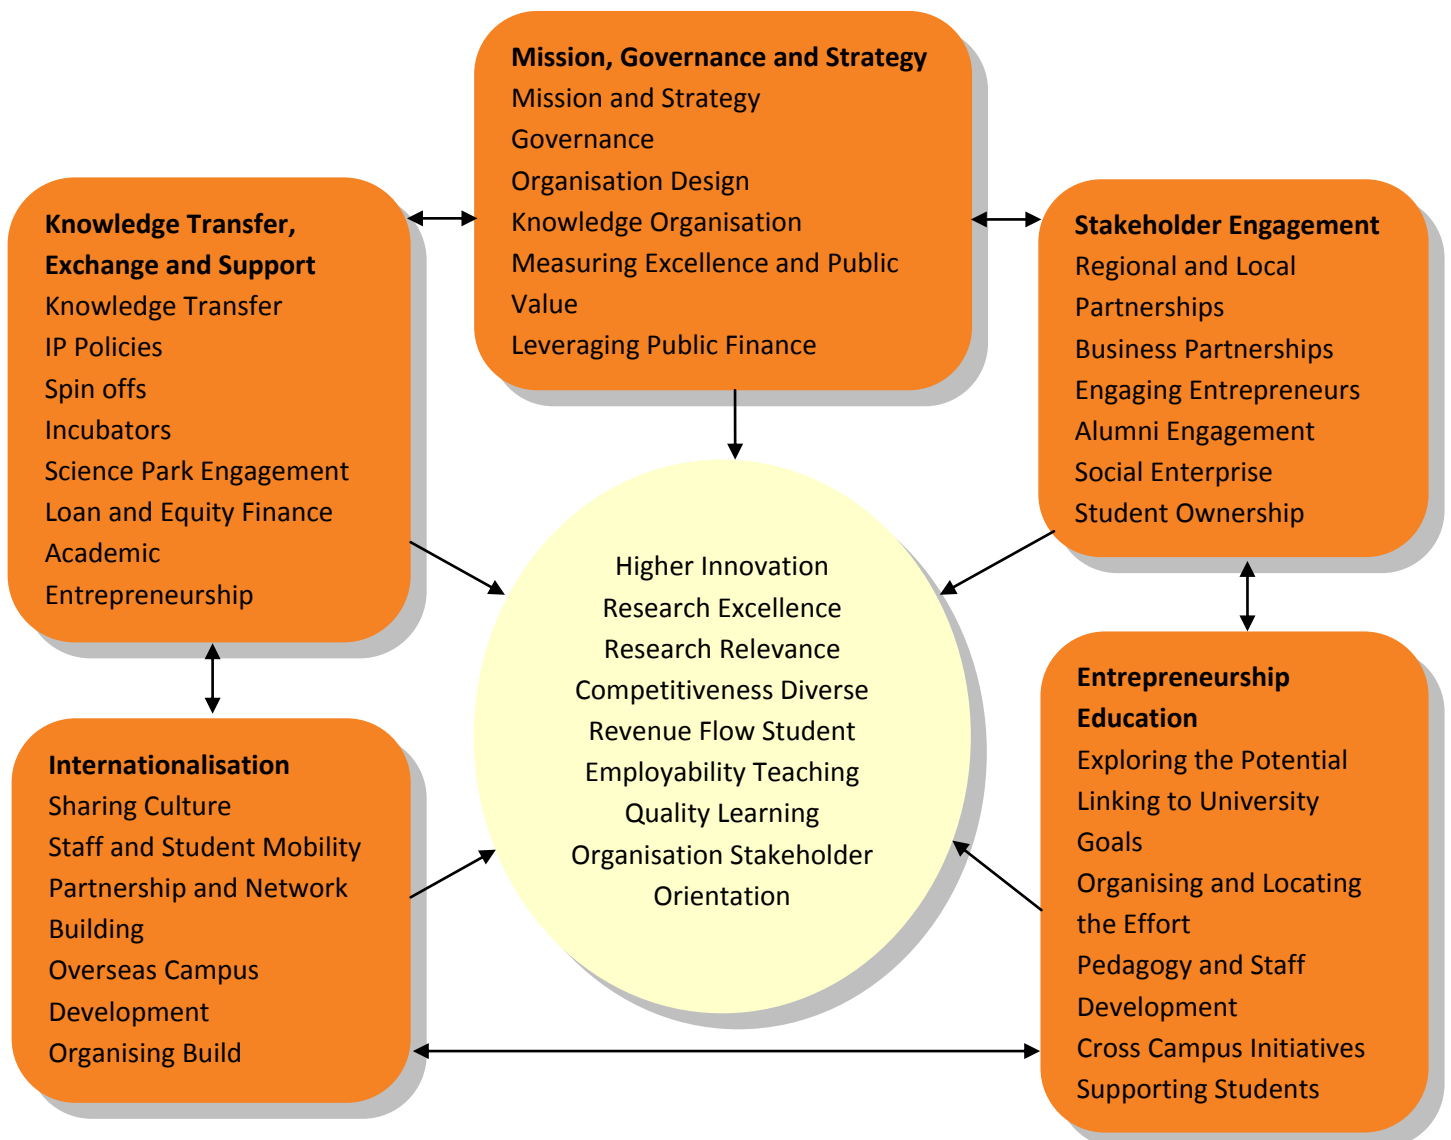 Mission, Governance and Strategy
Mission and Strategy
Governance
Organisation Design
Knowledge Organisation
Measuring Excellence and Public
Value
Leveraging Public Finance
Knowledge Transfer,
Exchange and Support
Knowledge Transfer
IP Policies
Spin offs
Incubators
Science Park Engagement
Loan and Equity Finance
Academic
Entrepreneurship
Stakeholder Engagement
Regional and Local
Partnerships
Business Partnerships
Engaging Entrepreneurs
Alumni Engagement
Social Enterprise
Student Ownership
Higher Innovation
Research Excellence
Research Relevance
Competitiveness Diverse
Revenue Flow Student
Employability Teaching
Quality Learning
Organisation Stakeholder
Orientation
Internationalisation
Sharing Culture
Staff and Student Mobility
Partnership and Network
Building
Overseas Campus
Development
Organising Build
Entrepreneurship
Education
Exploring the Potential
Linking to University
Goals
Organising and Locating
the Effort
Pedagogy and Staff
Development
Cross Campus Initiatives
Supporting Students